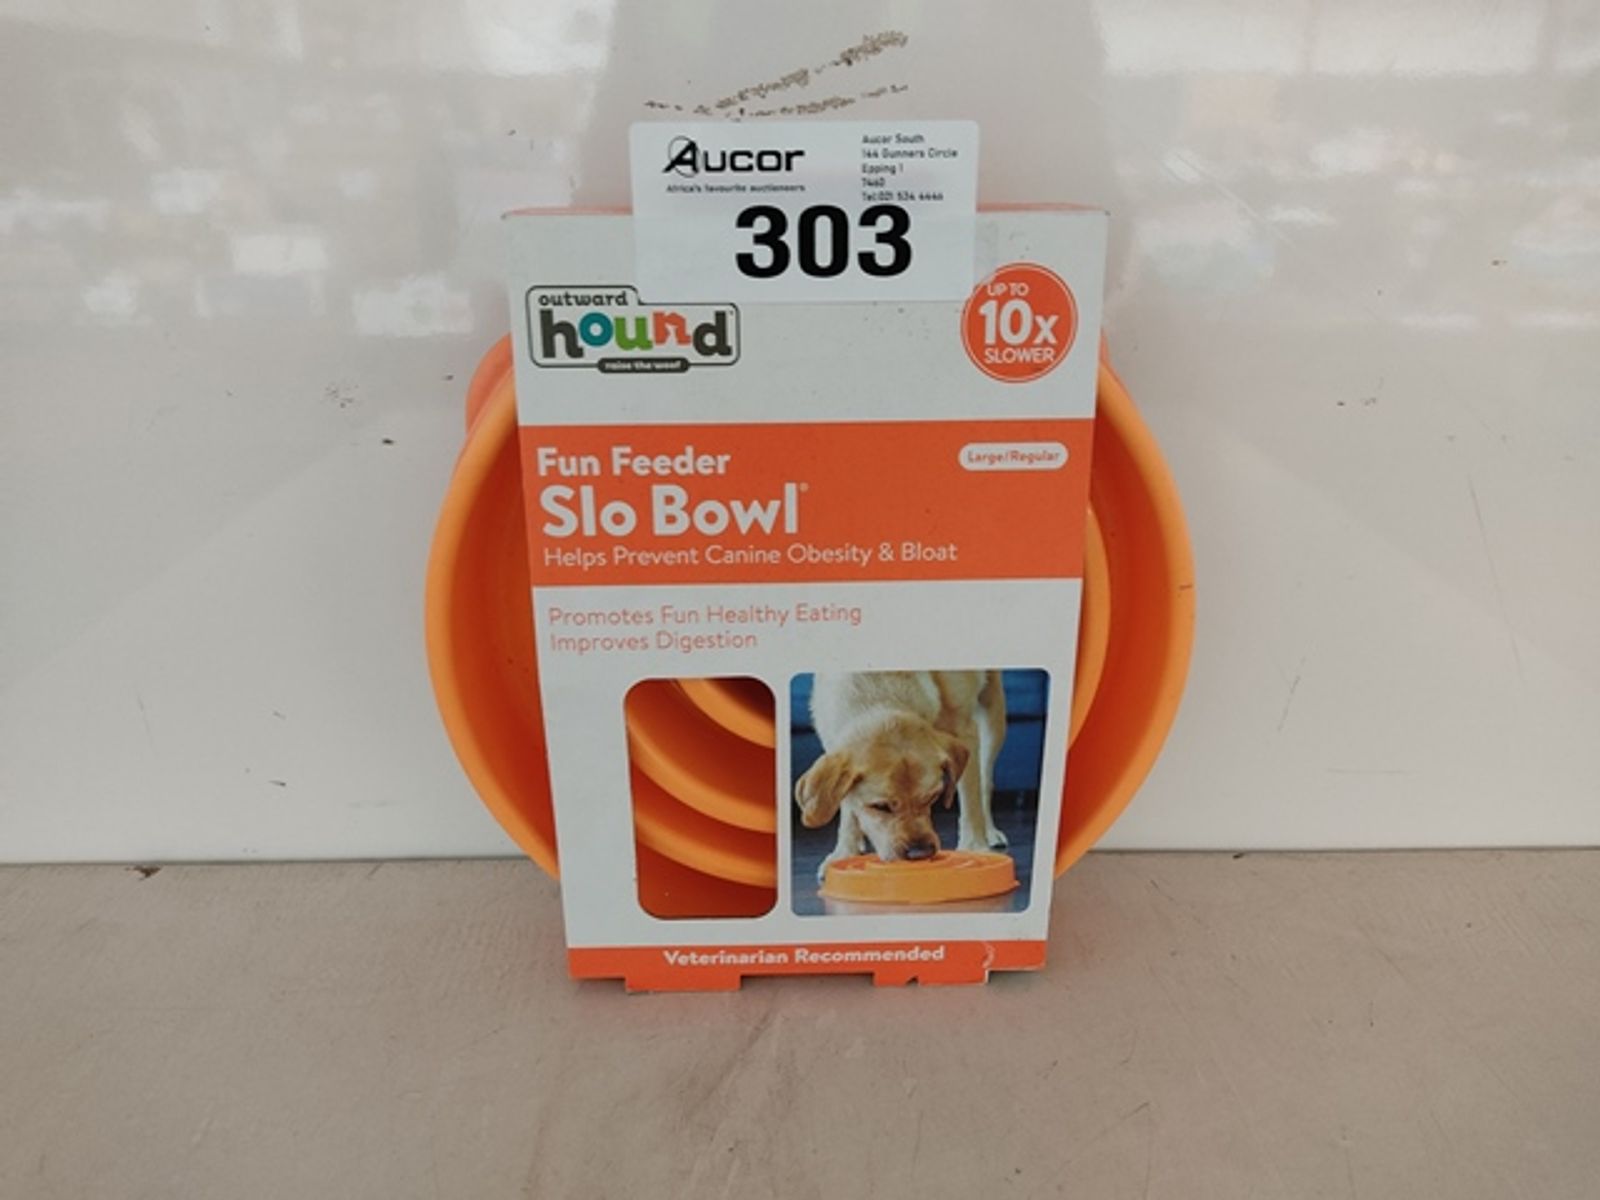 Aucor
Africa's favourite auctioneers
Aucor South
144 Gunners Circle
Epping 1
7460
Tel:021 534 4446
303
outward
hound
raise the woof
UP TO
10x
SLOWER
Fun Feeder
Large/Regular
Slo Bowl®
Helps Prevent Canine Obesity & Bloat
Promotes Fun Healthy Eating
Improves Digestion
Veterinarian Recommended